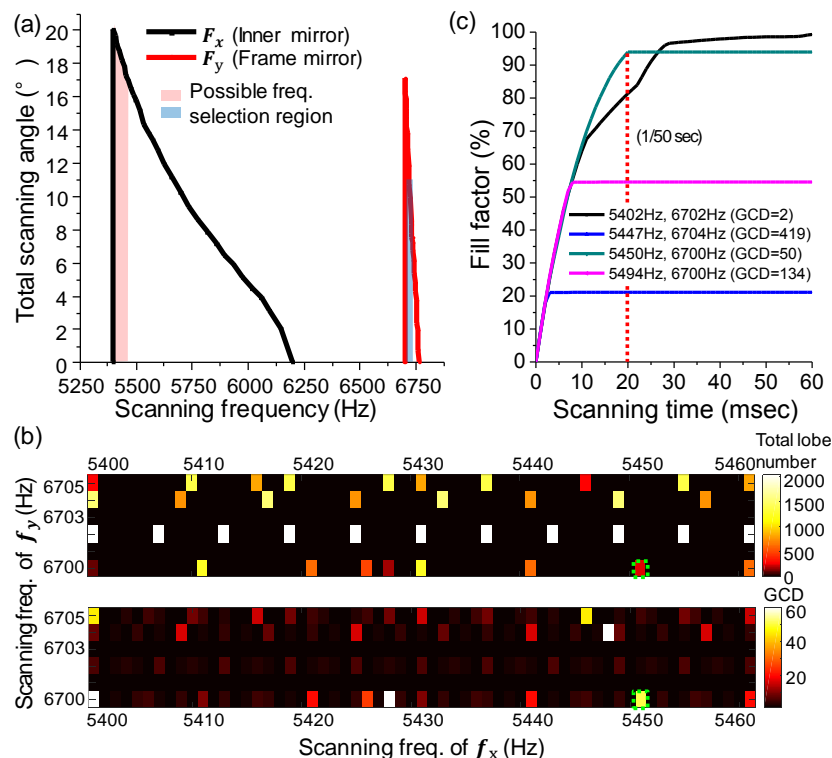 (a)
Total scanning angle (°)
20
18
16
14
12
10
8
6
4
2
0
F_x (Inner mirror)
F_y (Frame mirror)
Possible freq.
selection region
5250 5500 5750 6000 6250 6500 6750
Scanning frequency (Hz)
(c)
Fill factor (%)
100
90
80
70
60
50
40
30
20
10
0
(1/50 sec)
5402Hz, 6702Hz (GCD=2)
5447Hz, 6704Hz (GCD=419)
5450Hz, 6700Hz (GCD=50)
5494Hz, 6700Hz (GCD=134)
0 10 20 30 40 50 60
Scanning time (msec)
(b)
Scanning freq. of f_y (Hz)
5400 5410 5420 5430 5440 5450 5460
6705
6703
6700
Total lobe
number
2000
1500
1000
500
0
6705
6703
6700
GCD
60
40
20
5400 5410 5420 5430 5440 5450 5460
Scanning freq. of f_x (Hz)